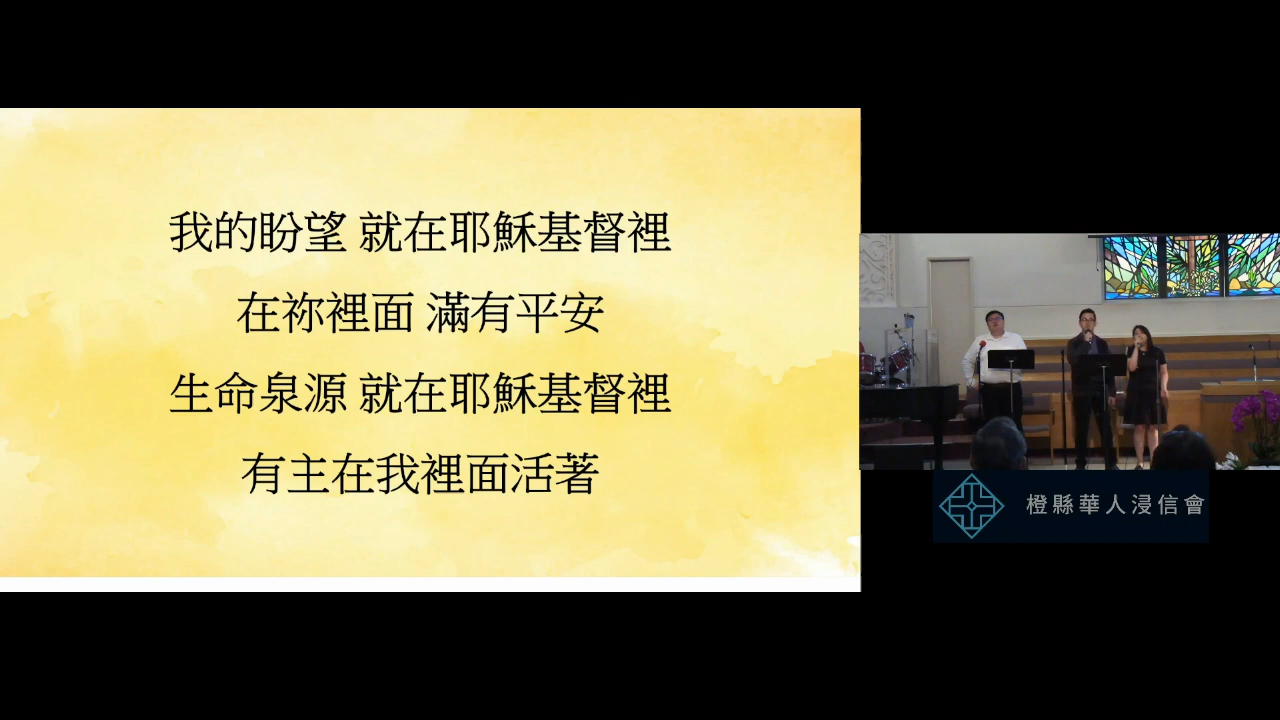 我的盼望 就在耶穌基督裡
在祢裡面 滿有平安
生命泉源 就在耶穌基督裡
有主在我裡面活著
橙縣華人浸信會